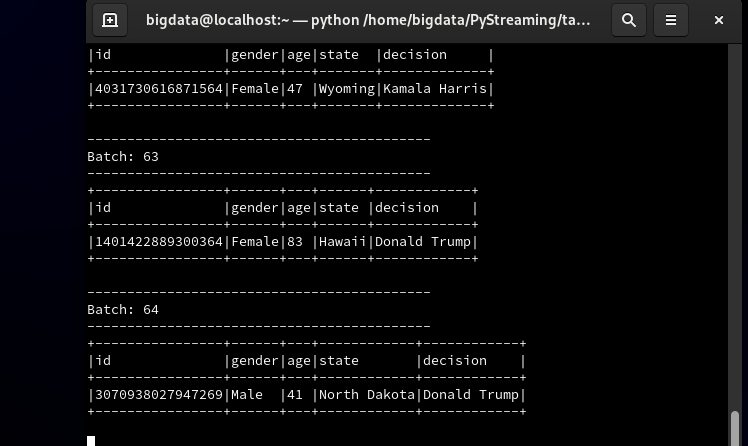 bigdata@localhost:~ — python /home/bigdata/PyStreaming/ta...
|id              |gender|age|state  |decision     |
+----------------+------+---+-------+-------------+
|4031730616871564|Female|47 |Wyoming|Kamala Harris|
+----------------+------+---+-------+-------------+
-------------------------------------------
Batch: 63
-------------------------------------------
+----------------+------+---+------+------------+
|id              |gender|age|state |decision    |
+----------------+------+---+------+------------+
|1401422889300364|Female|83 |Hawaii|Donald Trump|
+----------------+------+---+------+------------+
-------------------------------------------
Batch: 64
-------------------------------------------
+----------------+------+---+------------+------------+
|id              |gender|age|state       |decision    |
+----------------+------+---+------------+------------+
|3070938027947269|Male  |41 |North Dakota|Donald Trump|
+----------------+------+---+------------+------------+